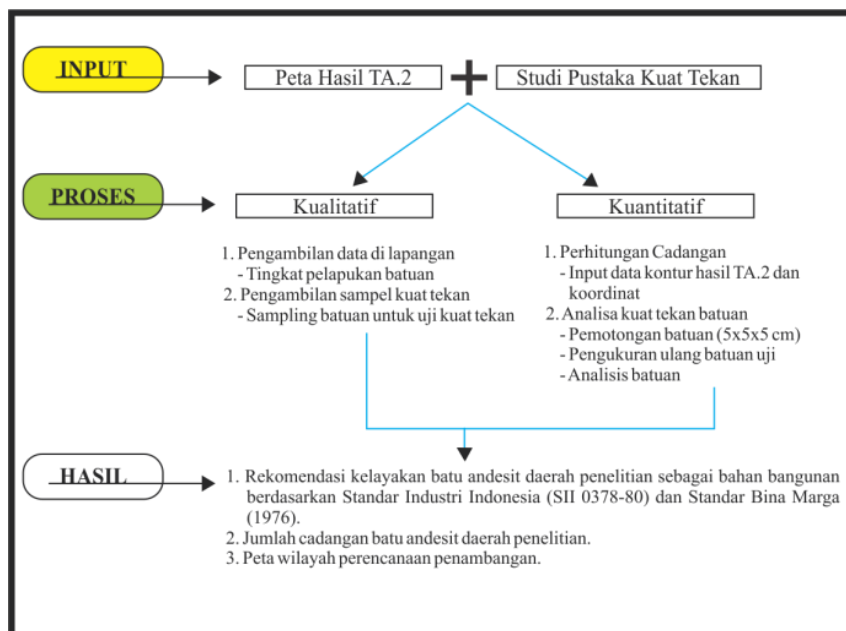 INPUT
Peta Hasil TA.2
+
Studi Pustaka Kuat Tekan
PROSES
Kualitatif
1. Pengambilan data di lapangan
- Tingkat pelapukan batuan
2. Pengambilan sampel kuat tekan
- Sampling batuan untuk uji kuat tekan
Kuantitatif
1. Perhitungan Cadangan
- Input data kontur hasil TA.2 dan
koordinat
2. Analisa kuat tekan batuan
- Pemotongan batuan (5x5x5 cm)
- Pengukuran ulang batuan uji
- Analisis batuan
HASIL
1. Rekomendasi kelayakan batu andesit daerah penelitian sebagai bahan bangunan
berdasarkan Standar Industri Indonesia (SII 0378-80) dan Standar Bina Marga
(1976).
2. Jumlah cadangan batu andesit daerah penelitian.
3. Peta wilayah perencanaan penambangan.